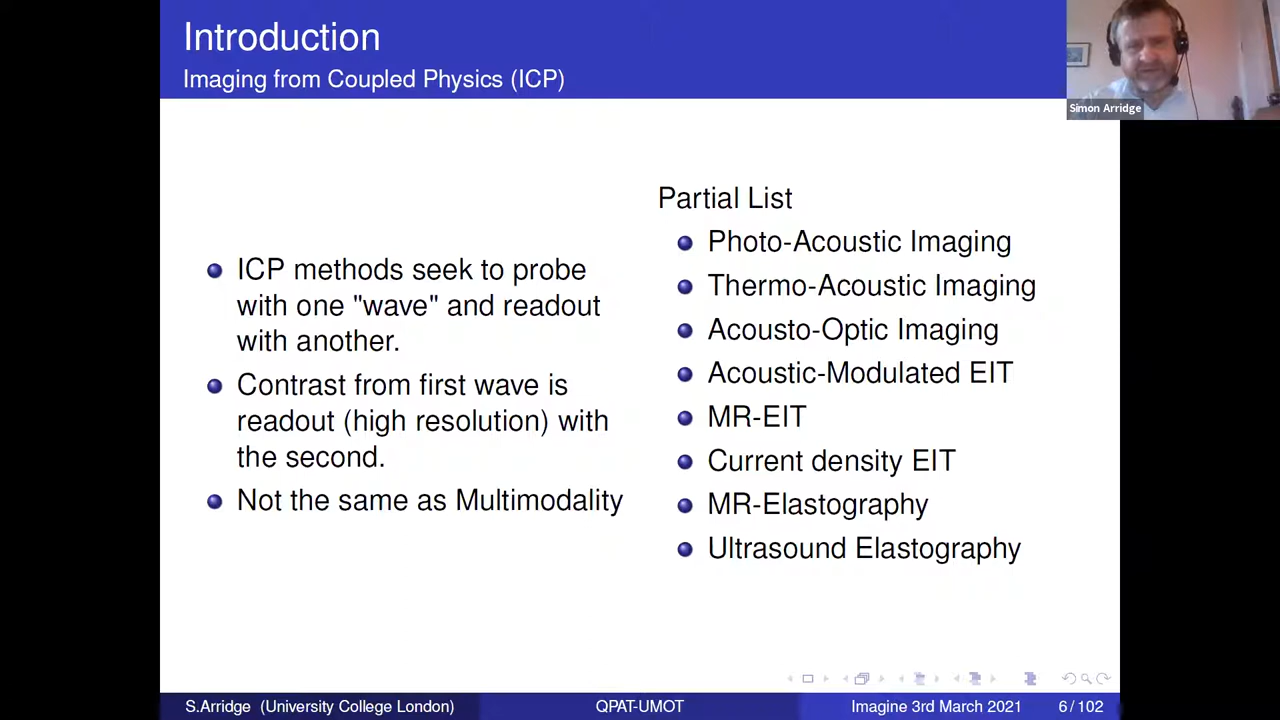 Introduction
Imaging from Coupled Physics (ICP)
Simon Arridge
ICP methods seek to probe
with one "wave" and readout
with another.
Contrast from first wave is
readout (high resolution) with
the second.
Not the same as Multimodality
Partial List
Photo-Acoustic Imaging
Thermo-Acoustic Imaging
Acousto-Optic Imaging
Acoustic-Modulated EIT
MR-EIT
Current density EIT
MR-Elastography
Ultrasound Elastography
S.Arridge (University College London)
QPAT-UMOT
Imagine 3rd March 2021
6 / 102